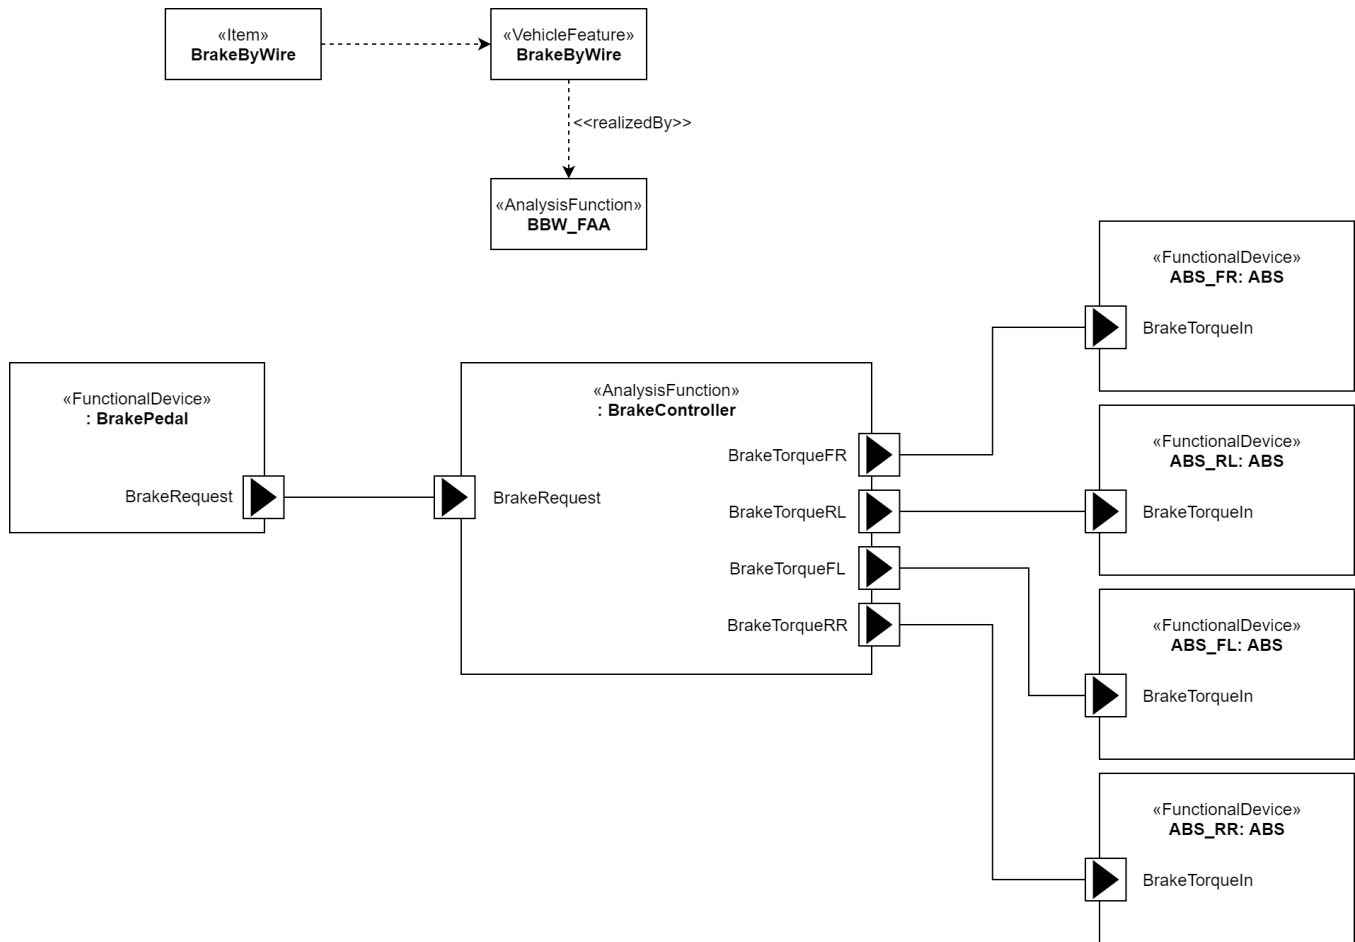 «Item»
BrakeByWire
«VehicleFeature»
BrakeByWire
<<realizedBy>>
«AnalysisFunction»
BBW_FAA
«FunctionalDevice»
: BrakePedal
BrakeRequest
«AnalysisFunction»
: BrakeController
BrakeRequest
BrakeTorqueFR
BrakeTorqueRL
BrakeTorqueFL
BrakeTorqueRR
«FunctionalDevice»
ABS_FR: ABS
BrakeTorqueIn
«FunctionalDevice»
ABS_RL: ABS
BrakeTorqueIn
«FunctionalDevice»
ABS_FL: ABS
BrakeTorqueIn
«FunctionalDevice»
ABS_RR: ABS
BrakeTorqueIn